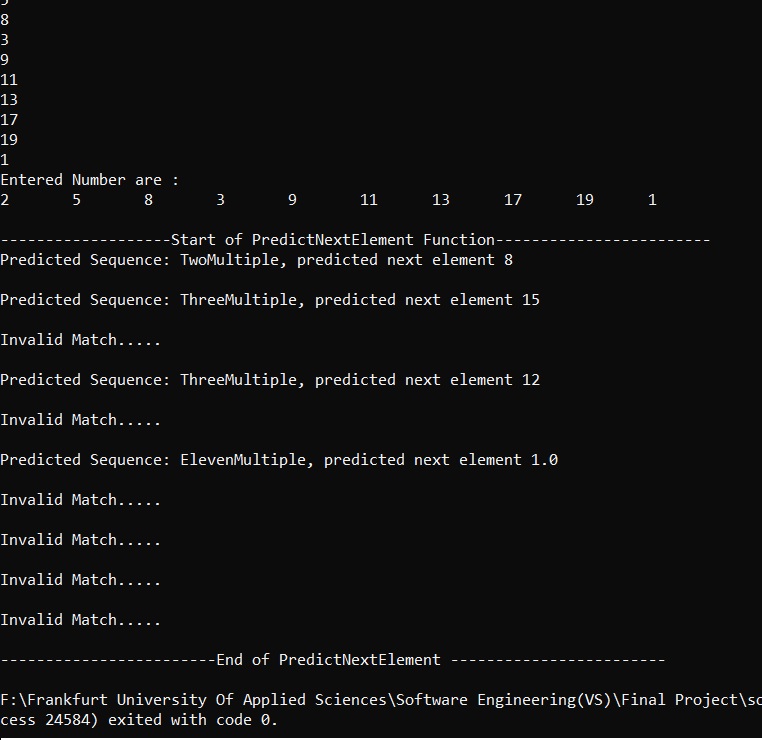 8
3
9
11
13
17
19
1
Entered Number are :
2 5 8 3 9 11 13 17 19 1
-------------------Start of PredictNextElement Function------------------------
Predicted Sequence: TwoMultiple, predicted next element 8
Predicted Sequence: ThreeMultiple, predicted next element 15
Invalid Match.....
Predicted Sequence: ThreeMultiple, predicted next element 12
Invalid Match.....
Predicted Sequence: ElevenMultiple, predicted next element 1.0
Invalid Match.....
Invalid Match.....
Invalid Match.....
Invalid Match.....
------------------------End of PredictNextElement ------------------------
F:\Frankfurt University Of Applied Sciences\Software Engineering(VS)\Final Project\so
cess 24584) exited with code 0.